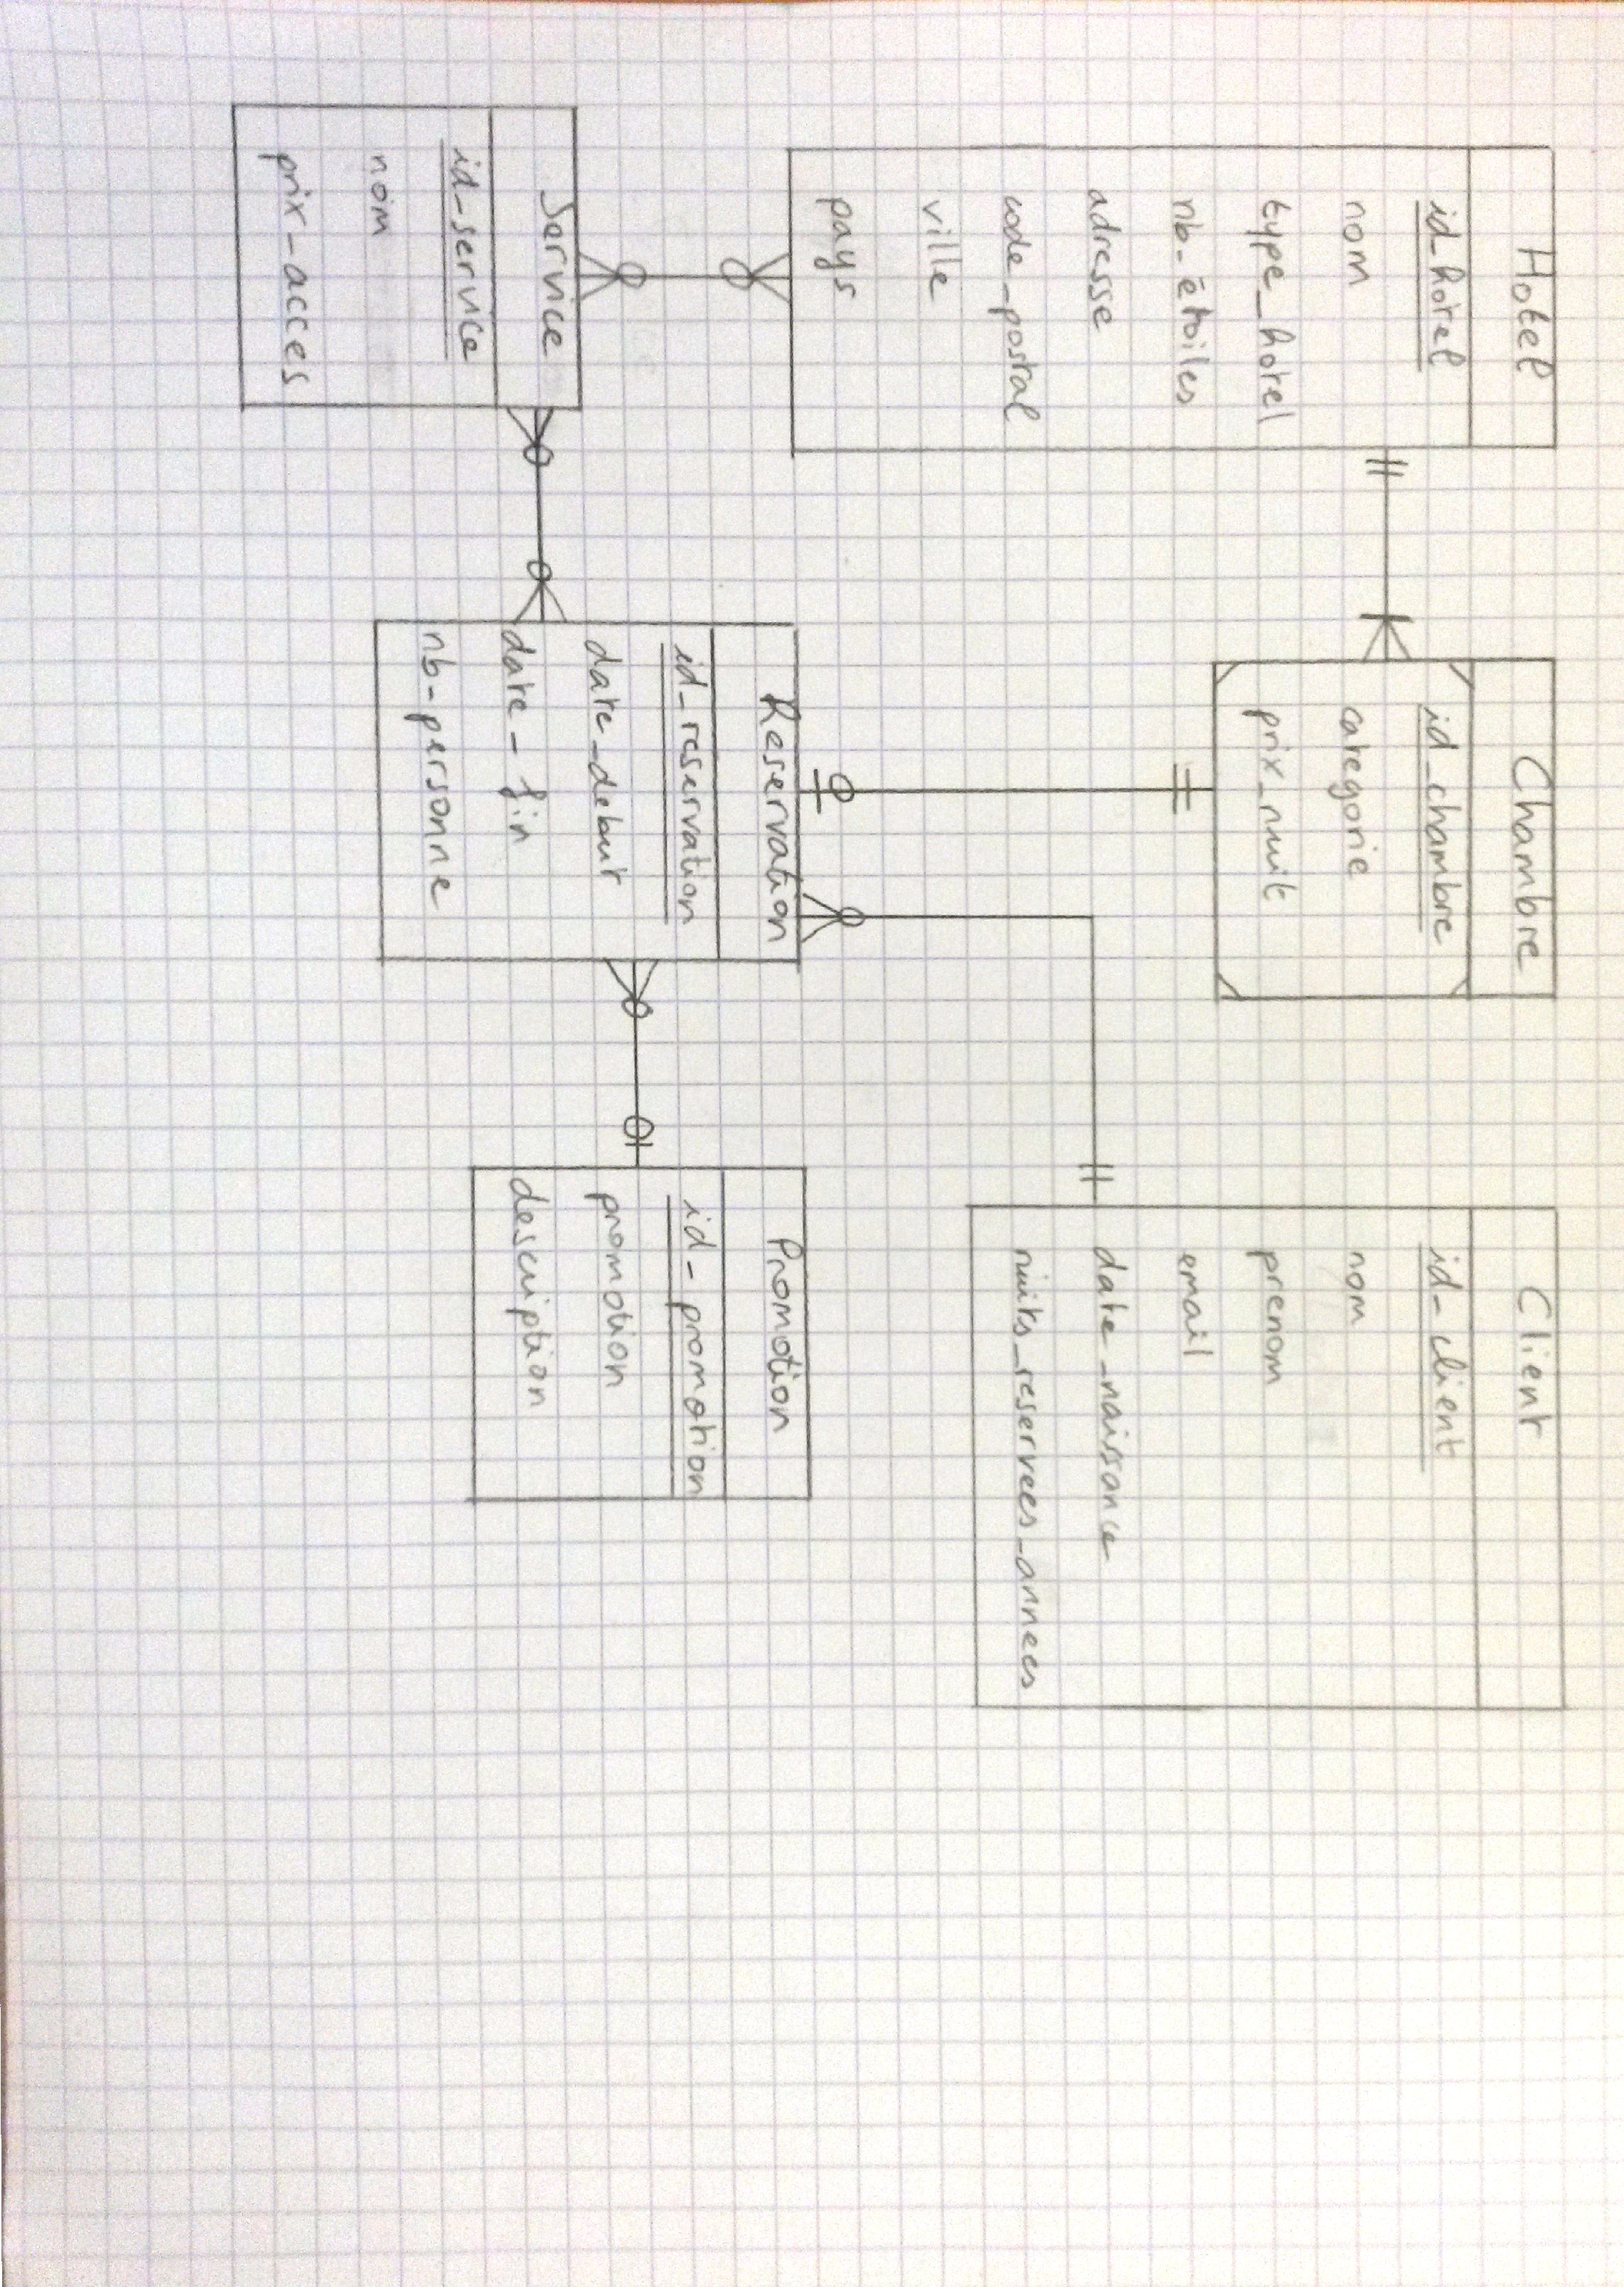 Hotel
id_hotel
nom
type_hotel
nb_étoiles
adresse
code_postal
ville
pays
Chambre
id_chambre
categorie
prix_nuit
Client
id_client
nom
prenom
email
date_naissance
nuits_reservees_annees
Service
id_service
nom
prix_acces
Reservation
id_reservation
date_debut
date_fin
nb_personne
Promotion
id_promotion
promotion
description